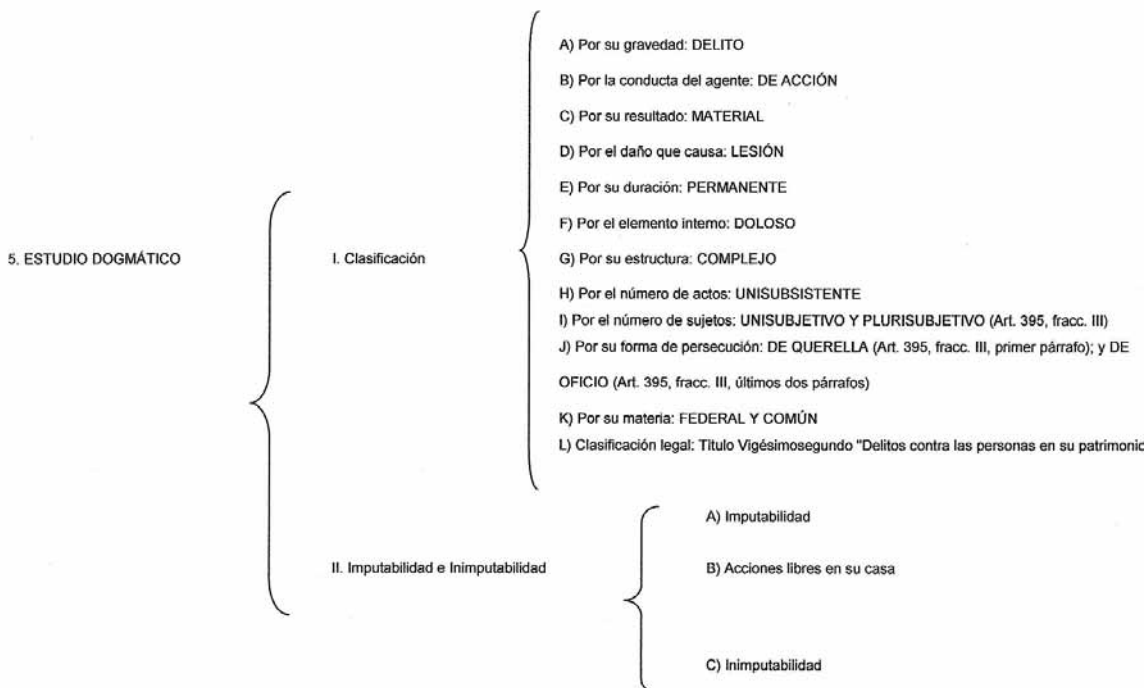 5. ESTUDIO DOGMÁTICO
I. Clasificación
A) Por su gravedad: DELITO
B) Por la conducta del agente: DE ACCIÓN
C) Por su resultado: MATERIAL
D) Por el daño que causa: LESIÓN
E) Por su duración: PERMANENTE
F) Por el elemento interno: DOLOSO
G) Por su estructura: COMPLEJO
H) Por el número de actos: UNISUBSISTENTE
I) Por el número de sujetos: UNISUBJETIVO Y PLURISUBJETIVO (Art. 395, fracc. III)
J) Por su forma de persecución: DE QUERELLA (Art. 395, fracc. III, primer párrafo); y DE
OFICIO (Art. 395, fracc. III, últimos dos párrafos)
K) Por su materia: FEDERAL Y COMÚN
L) Clasificación legal: Título Vigésimosegundo "Delitos contra las personas en su patrimonio
II. Imputabilidad e Inimputabilidad
A) Imputabilidad
B) Acciones libres en su casa
C) Inimputabilidad